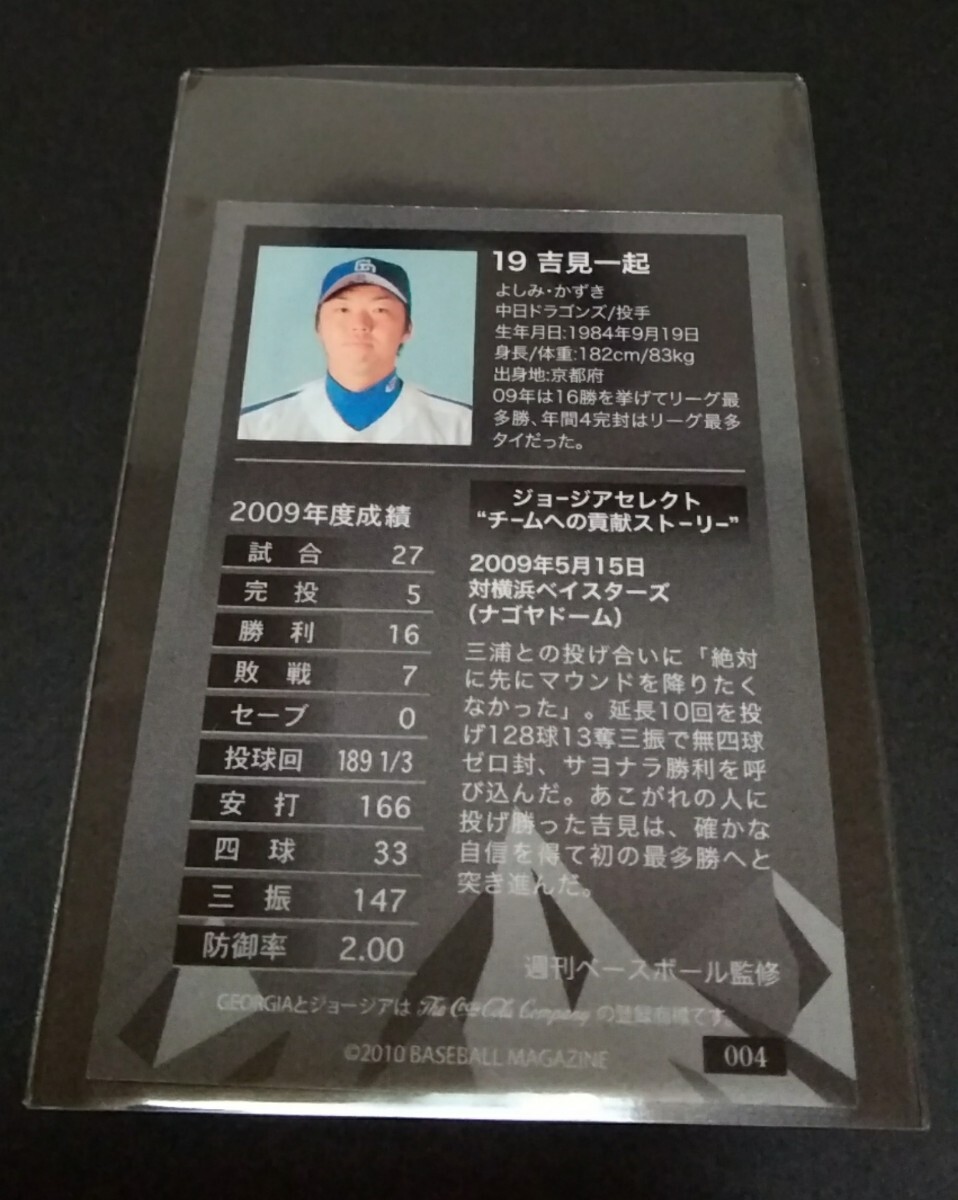 19 吉見一起
よしみ・かずき
中日ドラゴンズ/投手
生年月日:1984年9月19日
身長/体重:182cm/83kg
出身地:京都府
09年は16勝を挙げてリーグ最
多勝、年間4完封はリーグ最多
タイだった。
2009年度成績
試合 27
完投 5
勝利 16
敗戦 7
セーブ 0
投球回 189 1/3
安打 166
四球 33
三振 147
防御率 2.00
ジョージアセレクト
“チームへの貢献ストーリー”
2009年5月15日
対横浜ベイスターズ
(ナゴヤドーム)
三浦との投げ合いに「絶対
に先にマウンドを降りたく
なかった」。延長10回を投
げ128球13奪三振で無四球
ゼロ封、サヨナラ勝利を呼
び込んだ。あこがれの人に
投げ勝った吉見は、確かな
自信を得て初の最多勝へと
突き進んだ。
週刊ベースボール監修
GEORGIAとジョージアは The Coca-Cola Company の登録商標です。
©2010 BASEBALL MAGAZINE
004